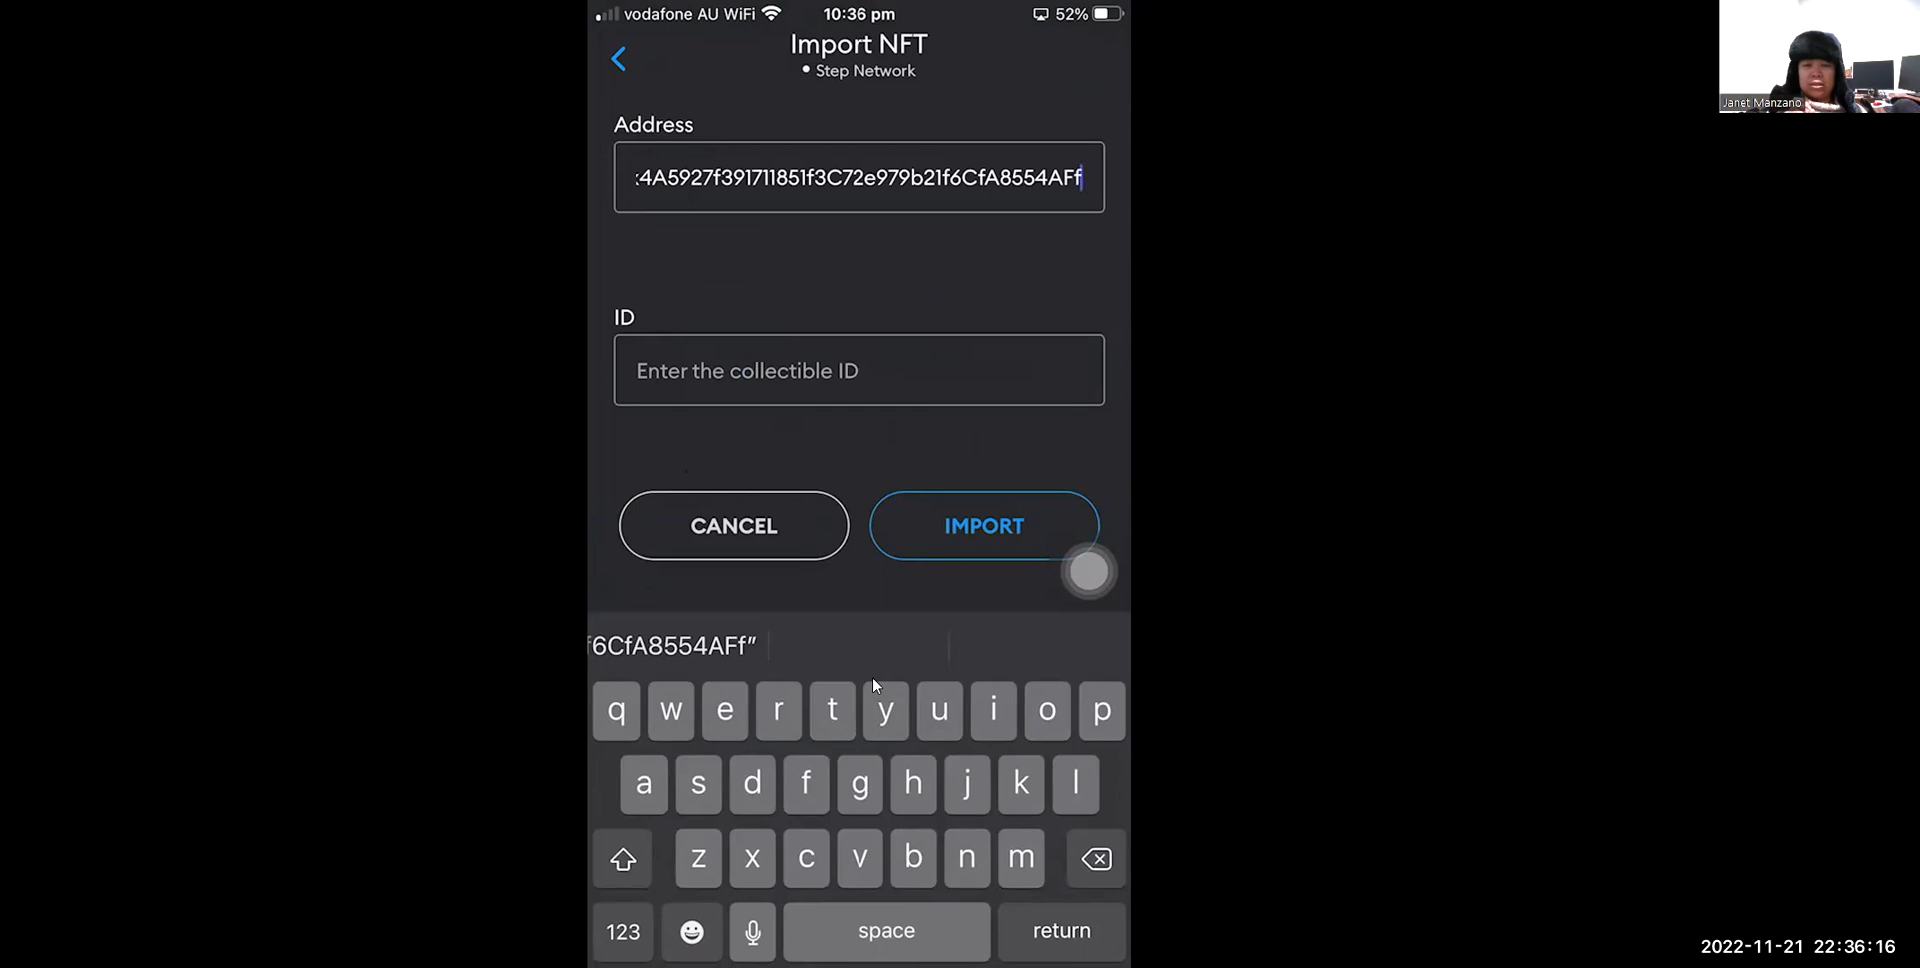 vodafone AU WiFi 10:36 pm 52%
Import NFT
Step Network
Address
4A5927f391711851f3C72e979b21f6CfA8554AFf
ID
Enter the collectible ID
CANCEL IMPORT
f6CfA8554AFf"
q w e r t y u i o p
a s d f g h j k l
z x c v b n m
123 space return
Janet Manzano
2022-11-21 22:36:16